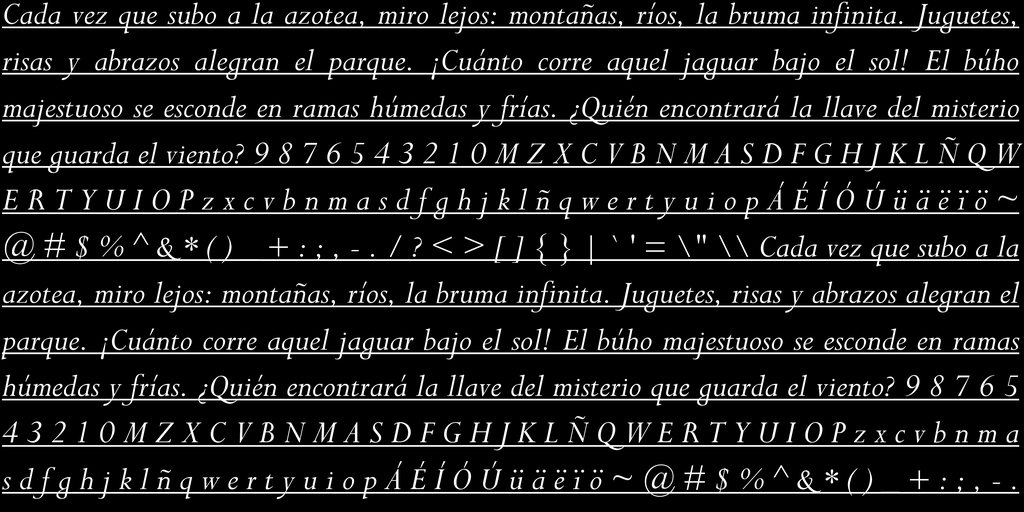 Cada vez que subo a la azotea, miro lejos: montañas, ríos, la bruma infinita. Juguetes,
risas y abrazos alegran el parque. ¡Cuánto corre aquel jaguar bajo el sol! El búho
majestuoso se esconde en ramas húmedas y frías. ¿Quién encontrará la llave del misterio
que guarda el viento? 9 8 7 6 5 4 3 2 1 0 M Z X C V B N M A S D F G H J K L Ñ Q W
E R T Y U I O P z x c v b n m a s d f g h j k l ñ q w e r t y u i o p Á É Í Ó Ú ü ä ë ï ö ~
@ # $ % ^ & * ( ) _ + : ; , - . / ? < > [ ] { } | ` ' = \ " \ \ Cada vez que subo a la
azotea, miro lejos: montañas, ríos, la bruma infinita. Juguetes, risas y abrazos alegran el
parque. ¡Cuánto corre aquel jaguar bajo el sol! El búho majestuoso se esconde en ramas
húmedas y frías. ¿Quién encontrará la llave del misterio que guarda el viento? 9 8 7 6 5
4 3 2 1 0 M Z X C V B N M A S D F G H J K L Ñ Q W E R T Y U I O P z x c v b n m a
s d f g h j k l ñ q w e r t y u i o p Á É Í Ó Ú ü ä ë ï ö ~ @ # $ % ^ & * ( ) _ + : ; , - .